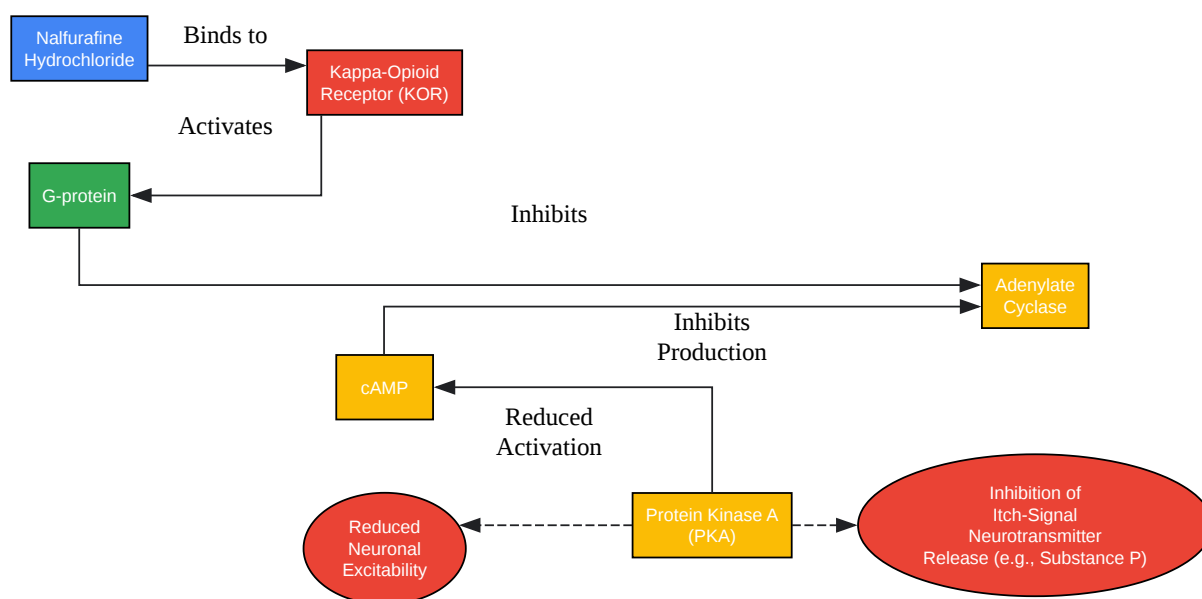 Nalfurafine
Hydrochloride
Binds to
Kappa-Opioid
Receptor (KOR)
Activates
G-protein
Inhibits
Adenylate
Cyclase
Inhibits
Production
cAMP
Reduced
Activation
Protein Kinase A
(PKA)
Reduced
Neuronal
Excitability
Inhibition of
Itch-Signal
Neurotransmitter
Release (e.g., Substance P)